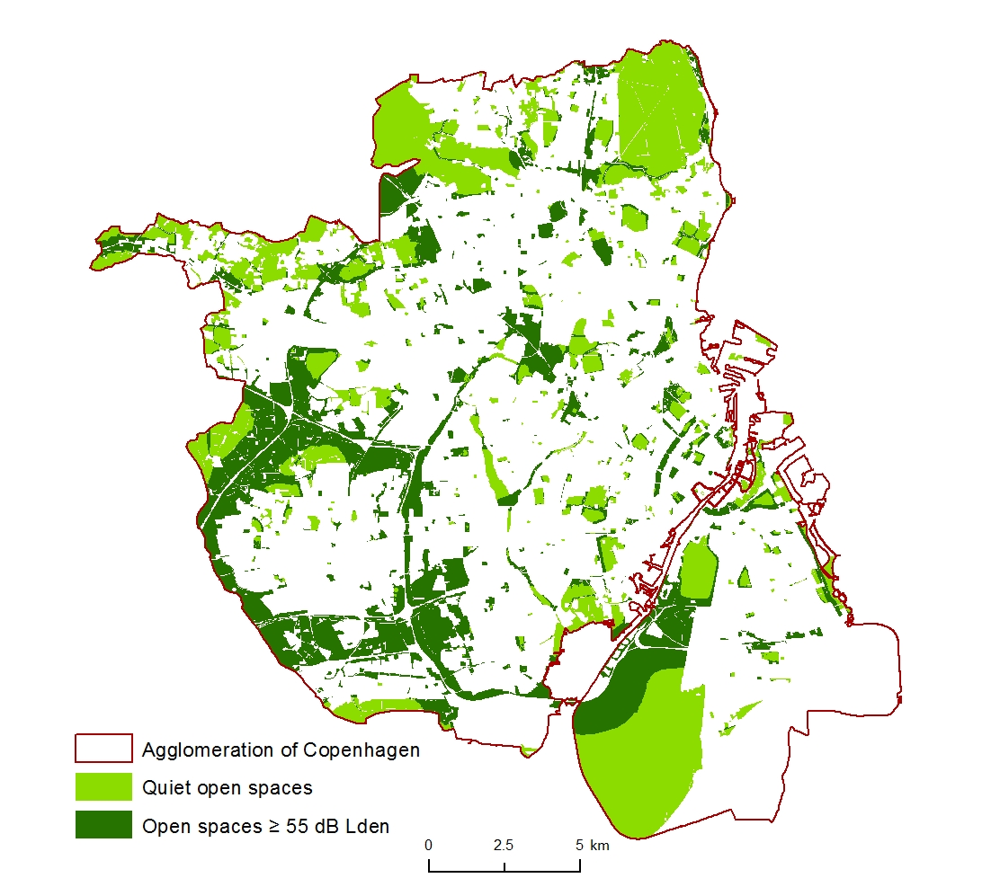 Agglomeration of Copenhagen
Quiet open spaces
Open spaces ≥ 55 dB Lden
0 2.5 5 km